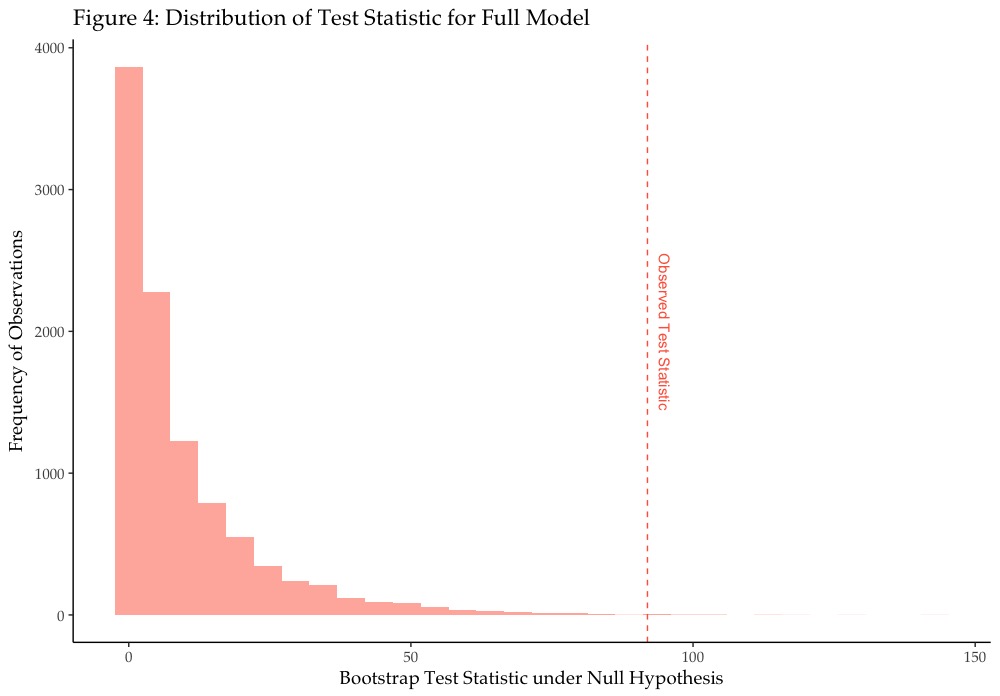 Figure 4: Distribution of Test Statistic for Full Model
4000
3000
2000
1000
0
Frequency of Observations
Observed Test Statistic
0
50
100
150
Bootstrap Test Statistic under Null Hypothesis